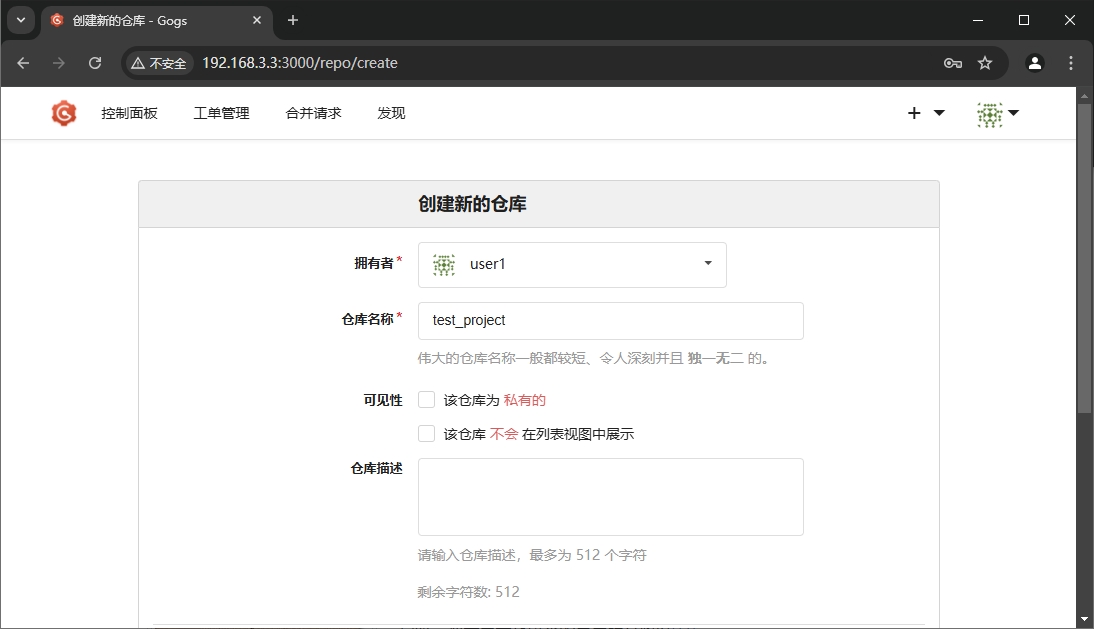 创建新的仓库 - Gogs
不安全 192.168.3.3:3000/repo/create
控制面板 工单管理 合并请求 发现
创建新的仓库
拥有者* user1
仓库名称* test_project
伟大的仓库名称一般都较短、令人深刻并且 独一无二 的。
可见性 该仓库为 私有的
该仓库 不会 在列表视图中展示
仓库描述
请输入仓库描述，最多为 512 个字符
剩余字符数: 512